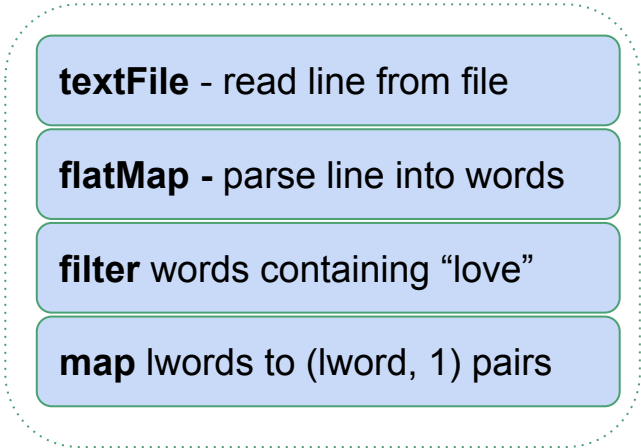 textFile - read line from file
flatMap - parse line into words
filter words containing “love”
map lwords to (lword, 1) pairs